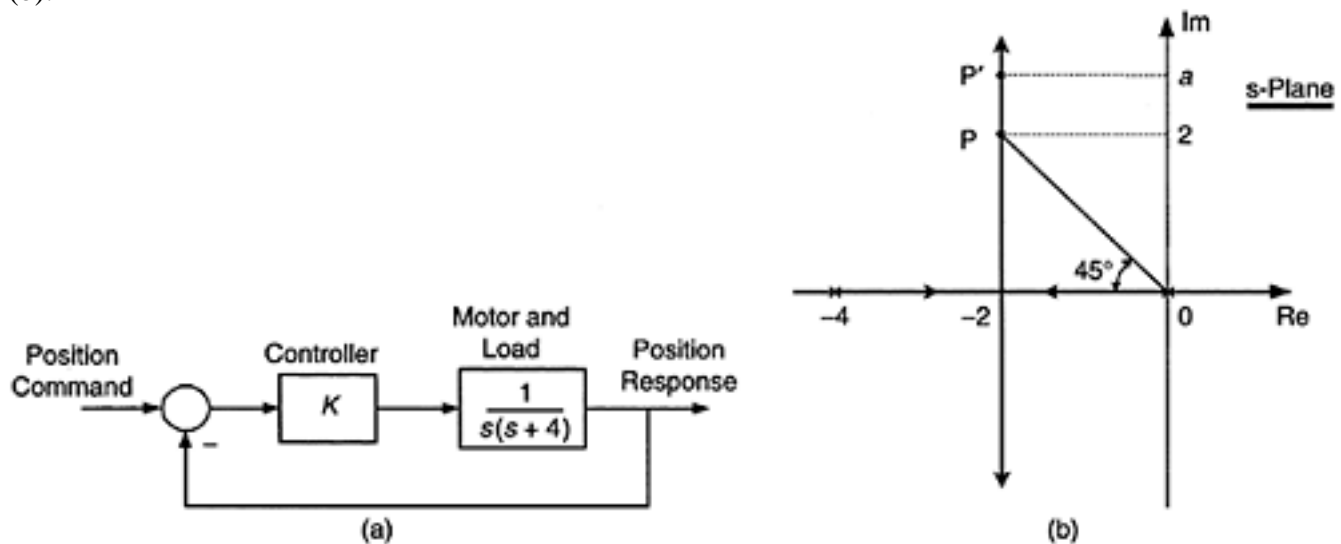 (b).
Position
Command
Controller
K
Motor and
Load
1
s(s + 4)
Position
Response
−
(a)
Im
P′
a
s-Plane
P
2
45°
−4
−2
0
Re
(b)